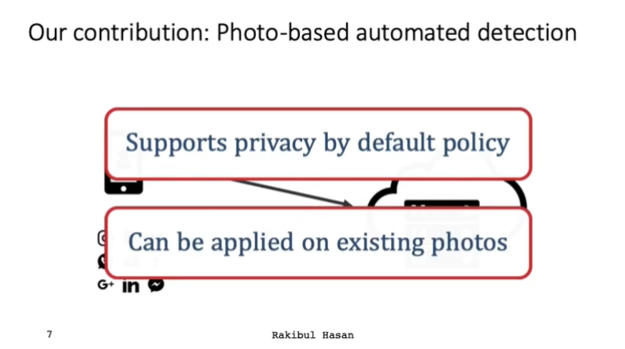 Our contribution: Photo-based automated detection
Supports privacy by default policy
Can be applied on existing photos
G+ in
7
Rakibul Hasan